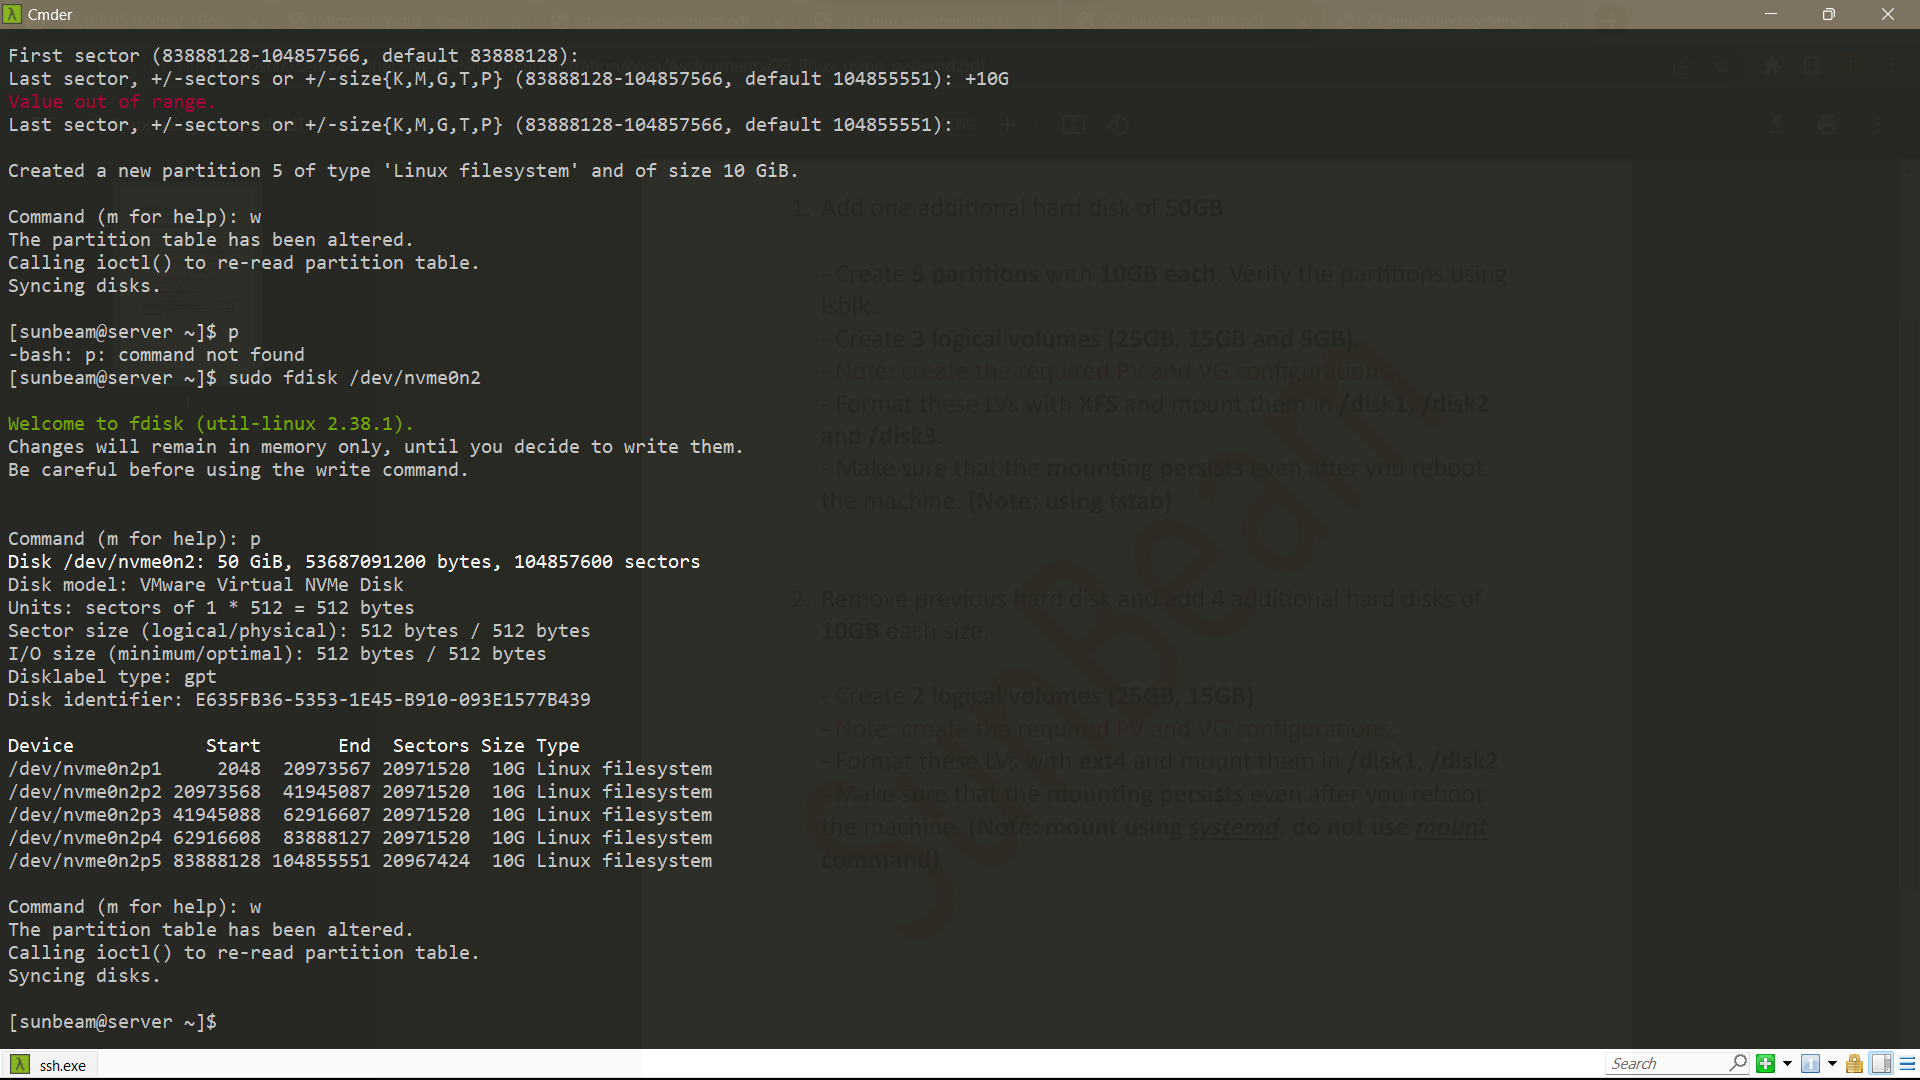 Cmder
First sector (83888128-104857566, default 83888128):
Last sector, +/-sectors or +/-size{K,M,G,T,P} (83888128-104857566, default 104855551): +10G
Value out of range.
Last sector, +/-sectors or +/-size{K,M,G,T,P} (83888128-104857566, default 104855551):
Created a new partition 5 of type 'Linux filesystem' and of size 10 GiB.
Command (m for help): w
The partition table has been altered.
Calling ioctl() to re-read partition table.
Syncing disks.
[sunbeam@server ~]$ p
-bash: p: command not found
[sunbeam@server ~]$ sudo fdisk /dev/nvme0n2
Welcome to fdisk (util-linux 2.38.1).
Changes will remain in memory only, until you decide to write them.
Be careful before using the write command.
Command (m for help): p
Disk /dev/nvme0n2: 50 GiB, 53687091200 bytes, 104857600 sectors
Disk model: VMware Virtual NVMe Disk
Units: sectors of 1 * 512 = 512 bytes
Sector size (logical/physical): 512 bytes / 512 bytes
I/O size (minimum/optimal): 512 bytes / 512 bytes
Disklabel type: gpt
Disk identifier: E635FB36-5353-1E45-B910-093E1577B439
Device Start End Sectors Size Type
/dev/nvme0n2p1 2048 20973567 20971520 10G Linux filesystem
/dev/nvme0n2p2 20973568 41945087 20971520 10G Linux filesystem
/dev/nvme0n2p3 41945088 62916607 20971520 10G Linux filesystem
/dev/nvme0n2p4 62916608 83888127 20971520 10G Linux filesystem
/dev/nvme0n2p5 83888128 104855551 20967424 10G Linux filesystem
Command (m for help): w
The partition table has been altered.
Calling ioctl() to re-read partition table.
Syncing disks.
[sunbeam@server ~]$
1. Add one additional hard disk of 50GB
- Create 5 partitions with 10GB each. Verify the partitions using
lsblk.
- Create 3 logical volumes (25GB, 15GB and 5GB)
- Note: create the required PV and VG configurations.
- Format these LVs with XFS and mount them in /disk1, /disk2
and /disk3.
- Make sure that the mounting persists even after you reboot
the machine. (Note: using fstab)
2. Remove previous hard disk and add 4 additional hard disks of
10GB each size.
- Create 2 logical volumes (25GB, 15GB)
- Note: create the required PV and VG configurations.
- Format these LVs with ext4 and mount them in /disk1, /disk2
- Make sure that the mounting persists even after you reboot
the machine. (Note: mount using systemd, do not use mount
command)
SunBeam
ssh.exe
Search